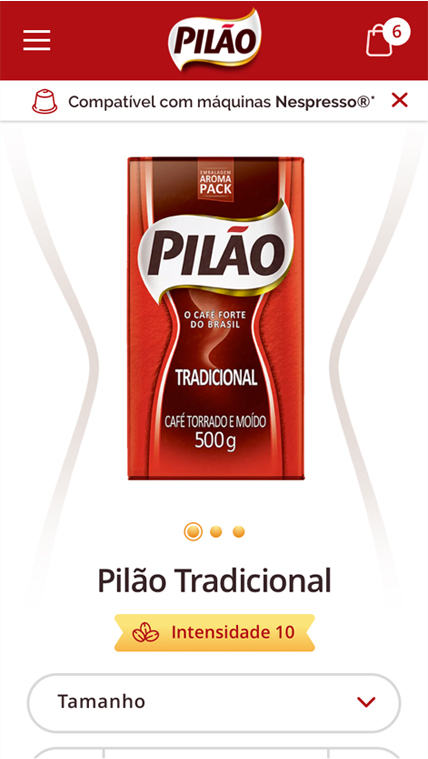 PILÃO
6
Compatível com máquinas Nespresso®*
EMBALAGEM
AROMA
PACK
PILÃO
O CAFÉ FORTE
DO BRASIL
TRADICIONAL
CAFÉ TORRADO E MOÍDO
500g
Pilão Tradicional
Intensidade 10
Tamanho